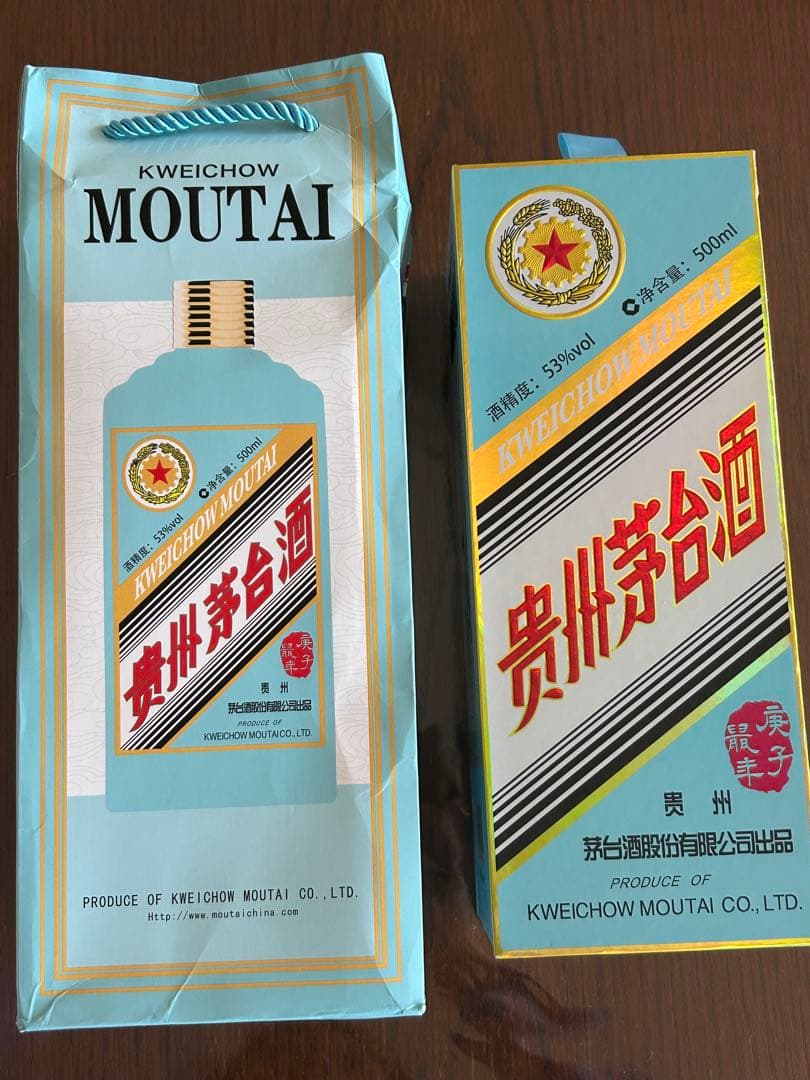 KWEICHOW
MOUTAI
酒精度：53%vol
净含量：500ml
KWEICHOW MOUTAI
贵州茅台酒
庚子
鼠年
贵州
茅台酒股份有限公司出品
PRODUCE OF
KWEICHOW MOUTAI CO., LTD.
PRODUCE OF KWEICHOW MOUTAI CO.,LTD.
Http://www.moutaichina.com
酒精度：53%vol
净含量：500ml
KWEICHOW MOUTAI
贵州茅台酒
庚子
鼠年
贵州
茅台酒股份有限公司出品
PRODUCE OF
KWEICHOW MOUTAI CO., LTD.